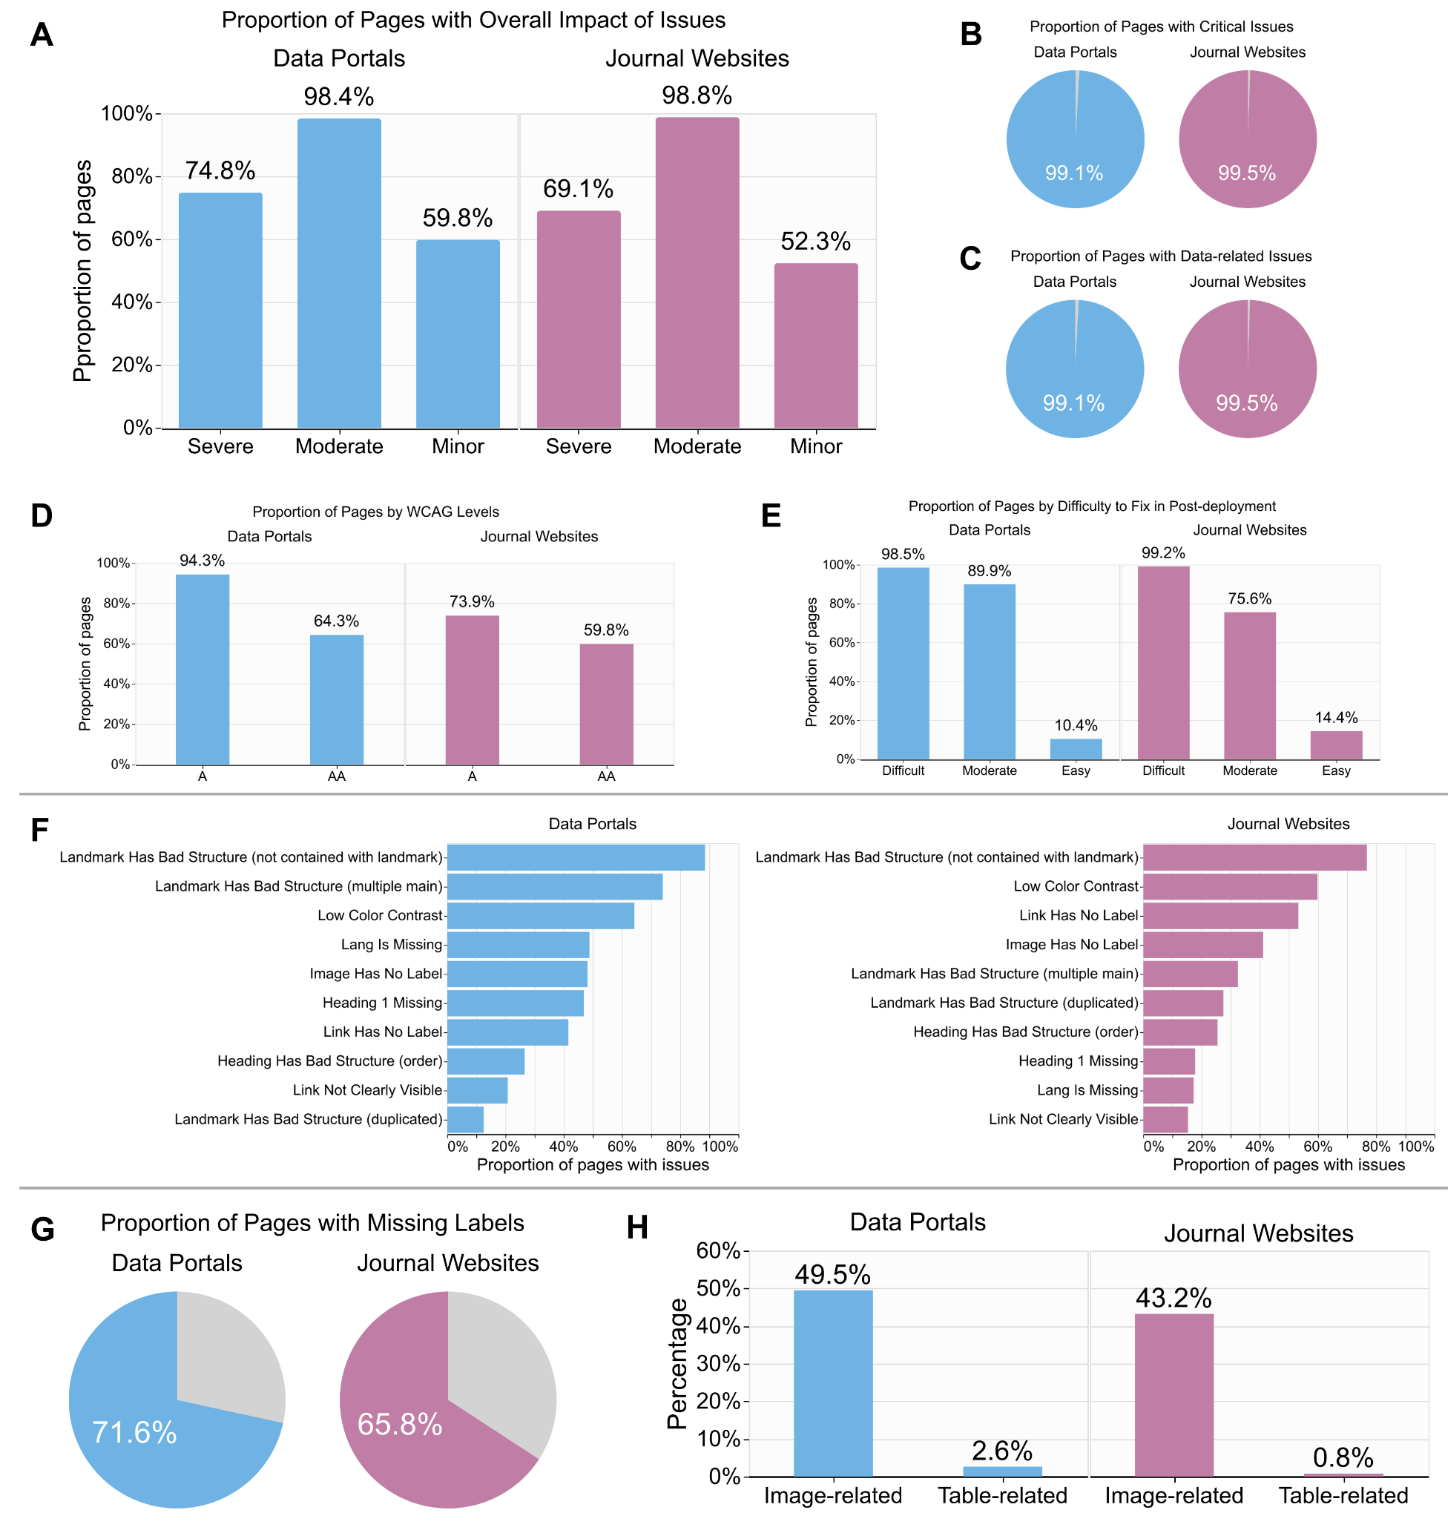 A
Proportion of Pages with Overall Impact of Issues
Data Portals
Journal Websites
Pproportion of pages
100%
80%
60%
40%
20%
0%
74.8%
98.4%
59.8%
69.1%
98.8%
52.3%
Severe
Moderate
Minor
Severe
Moderate
Minor
B
Proportion of Pages with Critical Issues
Data Portals
Journal Websites
99.1%
99.5%
C
Proportion of Pages with Data-related Issues
Data Portals
Journal Websites
99.1%
99.5%
D
Proportion of Pages by WCAG Levels
Data Portals
Journal Websites
Proportion of pages
100%
80%
60%
40%
20%
0%
94.3%
64.3%
73.9%
59.8%
A
AA
A
AA
E
Proportion of Pages by Difficulty to Fix in Post-deployment
Data Portals
Journal Websites
Proportion of pages
100%
80%
60%
40%
20%
0%
98.5%
89.9%
10.4%
99.2%
75.6%
14.4%
Difficult
Moderate
Easy
Difficult
Moderate
Easy
F
Data Portals
Landmark Has Bad Structure (not contained with landmark)
Landmark Has Bad Structure (multiple main)
Low Color Contrast
Lang Is Missing
Image Has No Label
Heading 1 Missing
Link Has No Label
Heading Has Bad Structure (order)
Link Not Clearly Visible
Landmark Has Bad Structure (duplicated)
0% 20% 40% 60% 80% 100%
Proportion of pages with issues
Journal Websites
Landmark Has Bad Structure (not contained with landmark)
Low Color Contrast
Link Has No Label
Image Has No Label
Landmark Has Bad Structure (multiple main)
Landmark Has Bad Structure (duplicated)
Heading Has Bad Structure (order)
Heading 1 Missing
Lang Is Missing
Link Not Clearly Visible
0% 20% 40% 60% 80% 100%
Proportion of pages with issues
G
Proportion of Pages with Missing Labels
Data Portals
Journal Websites
71.6%
65.8%
H
Data Portals
Journal Websites
Percentage
60%
50%
40%
30%
20%
10%
0%
49.5%
2.6%
43.2%
0.8%
Image-related
Table-related
Image-related
Table-related